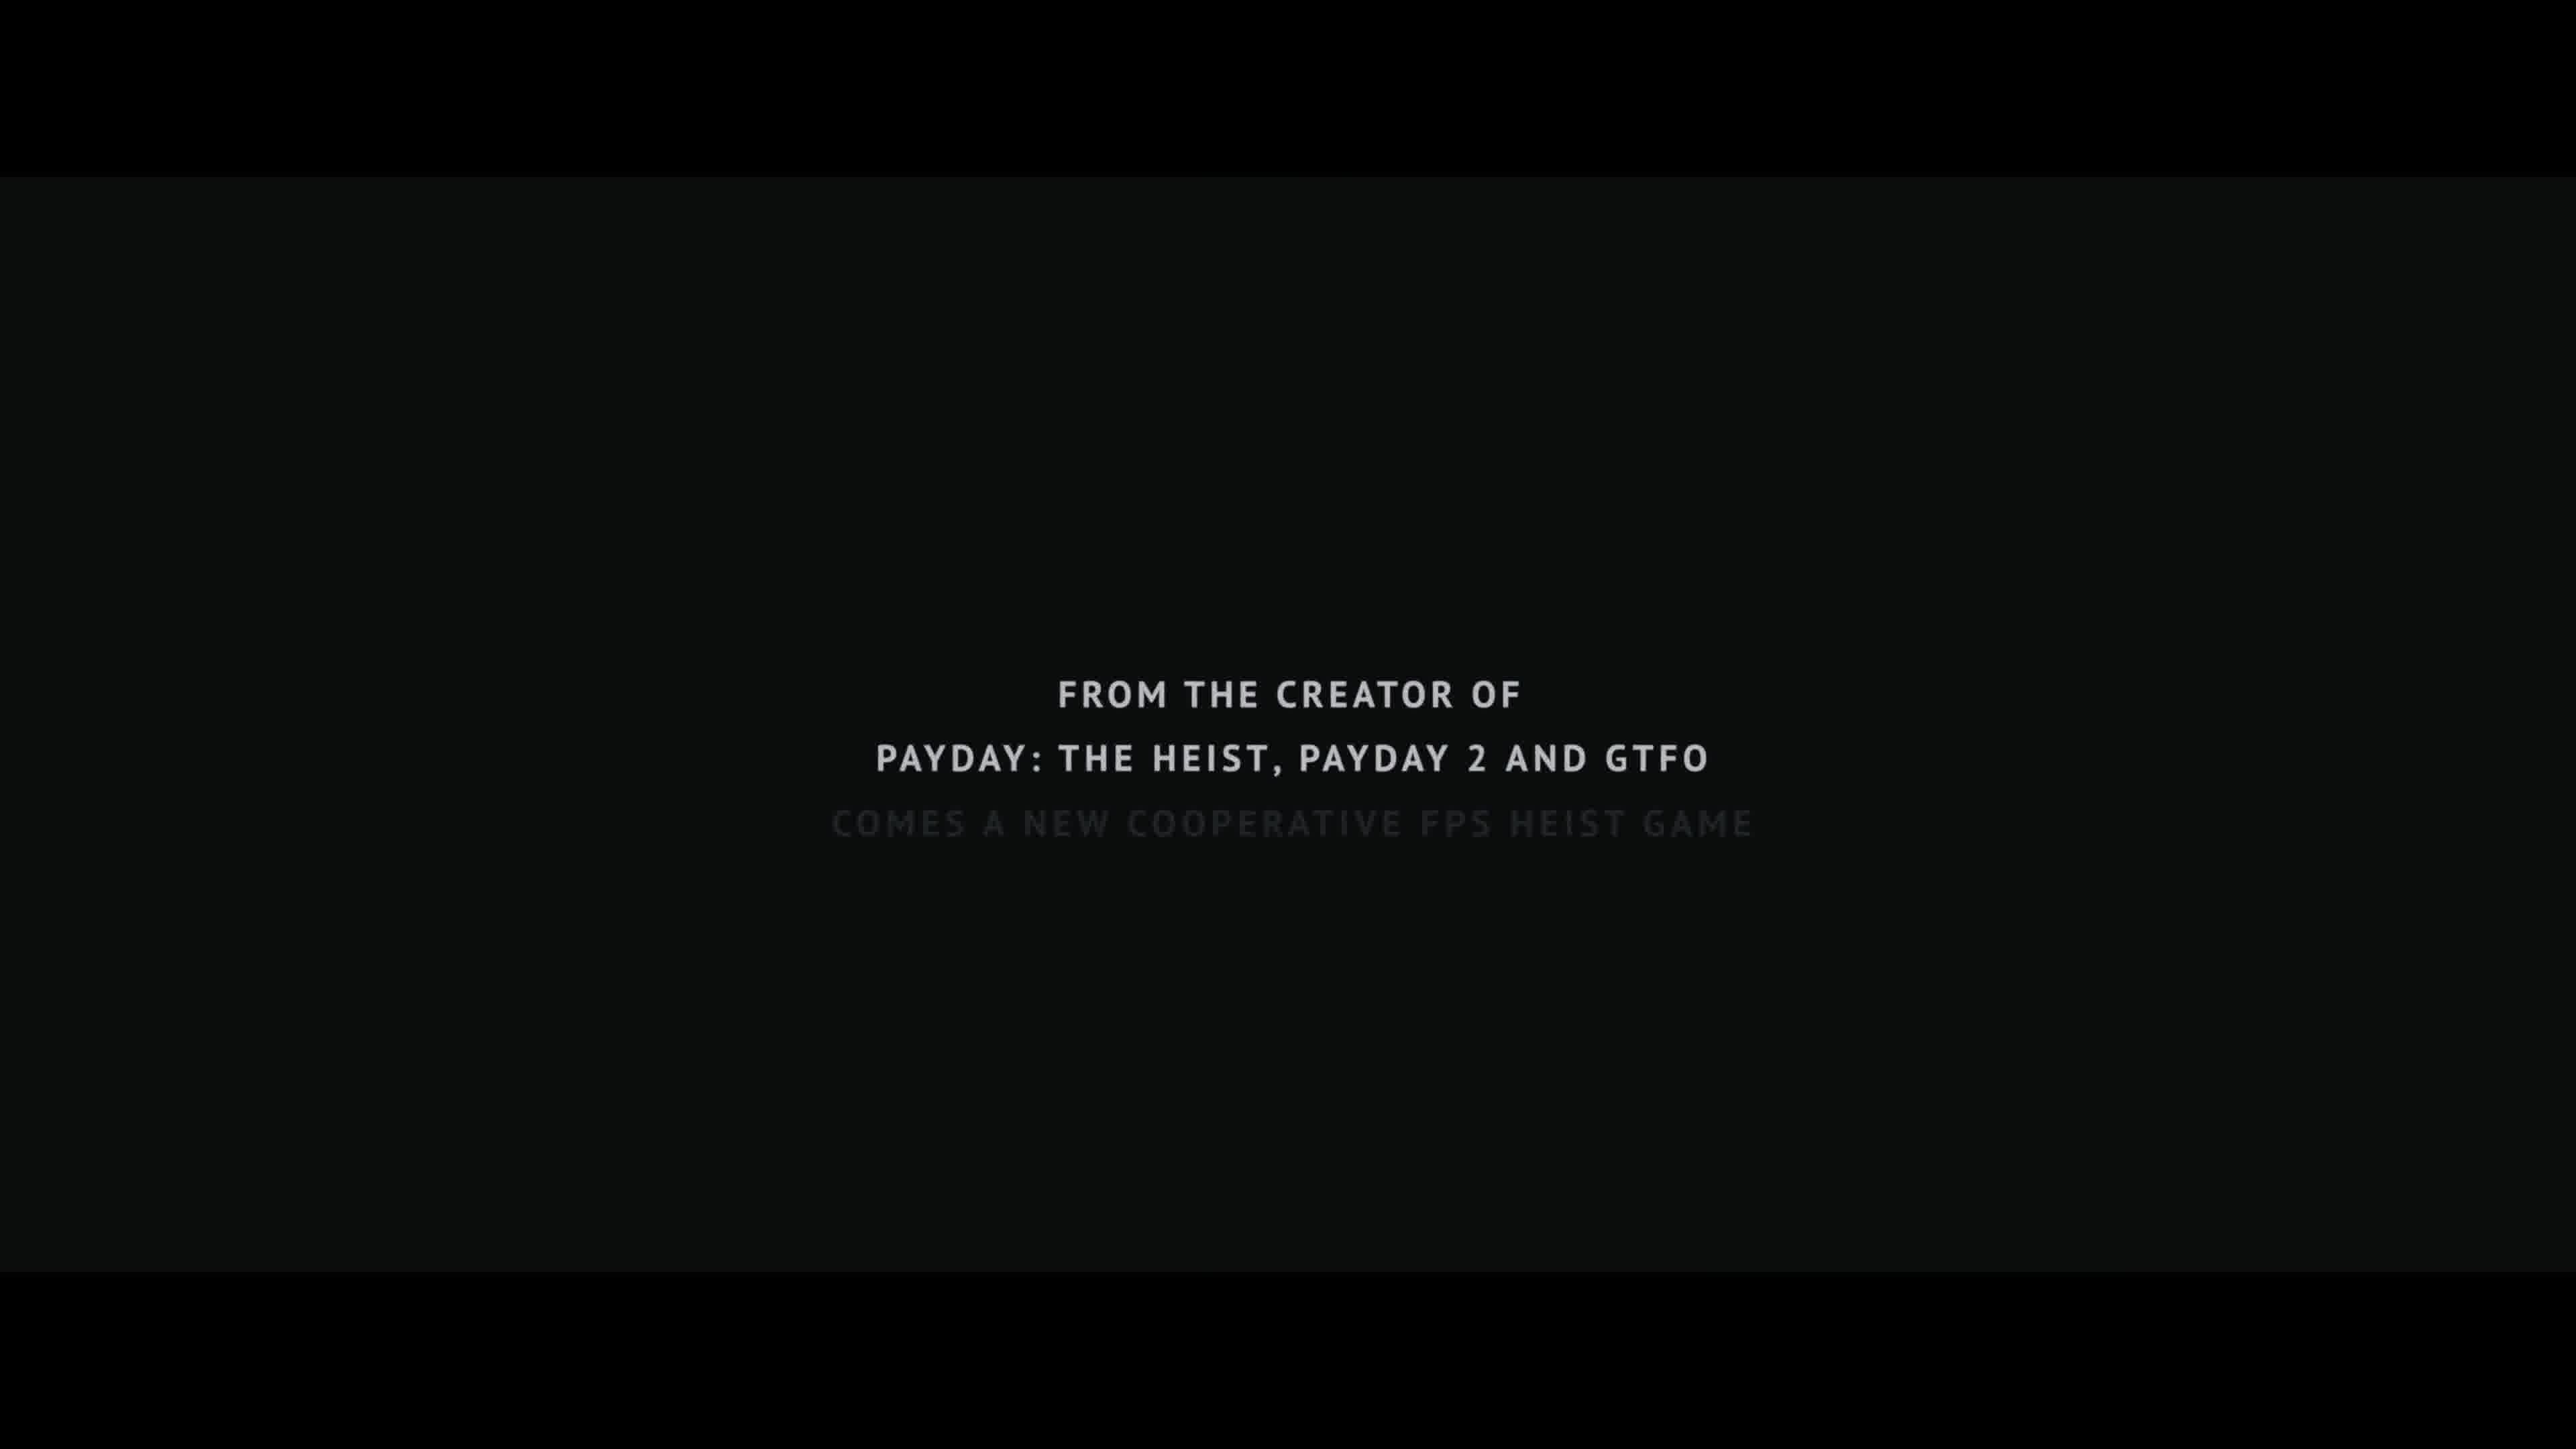 FROM THE CREATOR OF
PAYDAY: THE HEIST, PAYDAY 2 AND GTFO
COMES A NEW COOPERATIVE FPS HEIST GAME